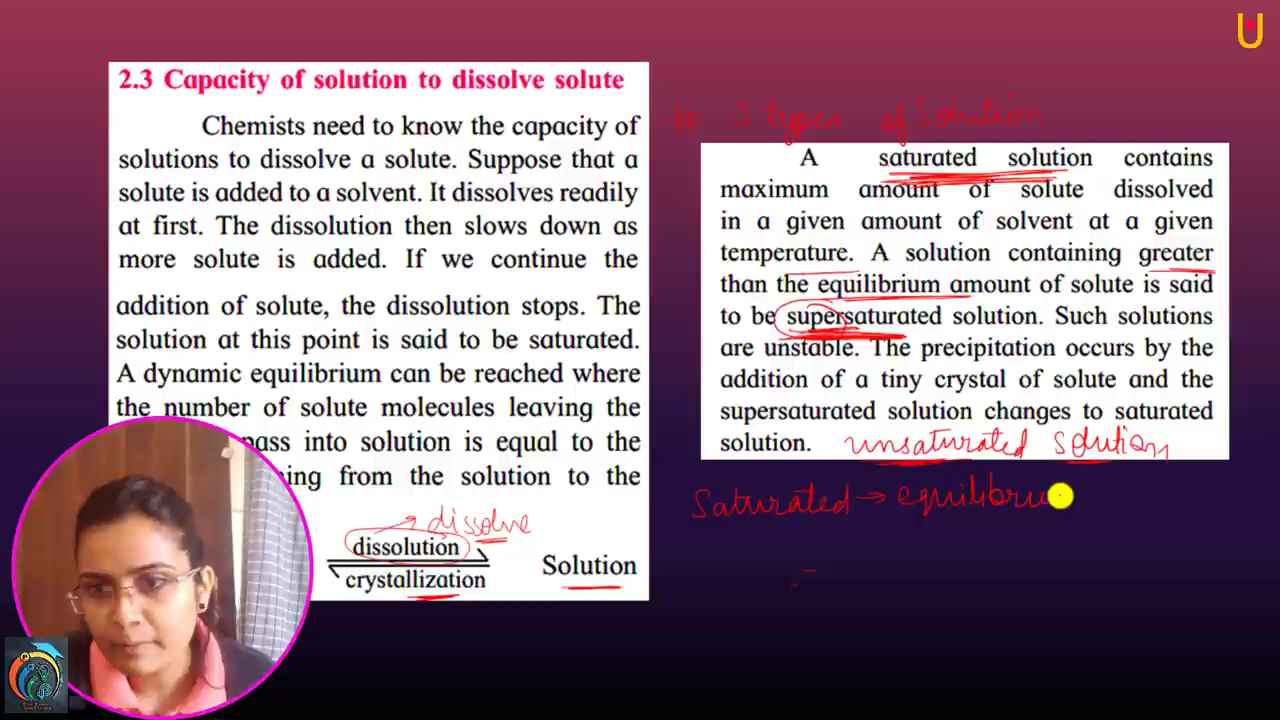 2.3 Capacity of solution to dissolve solute
Chemists need to know the capacity of
solutions to dissolve a solute. Suppose that a
solute is added to a solvent. It dissolves readily
at first. The dissolution then slows down as
more solute is added. If we continue the
addition of solute, the dissolution stops. The
solution at this point is said to be saturated.
A dynamic equilibrium can be reached where
the number of solute molecules leaving the
pass into solution is equal to the
from the solution to the
dissolve
dissolution
crystallization
Solution
# 3 types of Solution
A saturated solution contains
maximum amount of solute dissolved
in a given amount of solvent at a given
temperature. A solution containing greater
than the equilibrium amount of solute is said
to be supersaturated solution. Such solutions
are unstable. The precipitation occurs by the
addition of a tiny crystal of solute and the
supersaturated solution changes to saturated
solution. unsaturated solution
Saturated → equilibriu
U